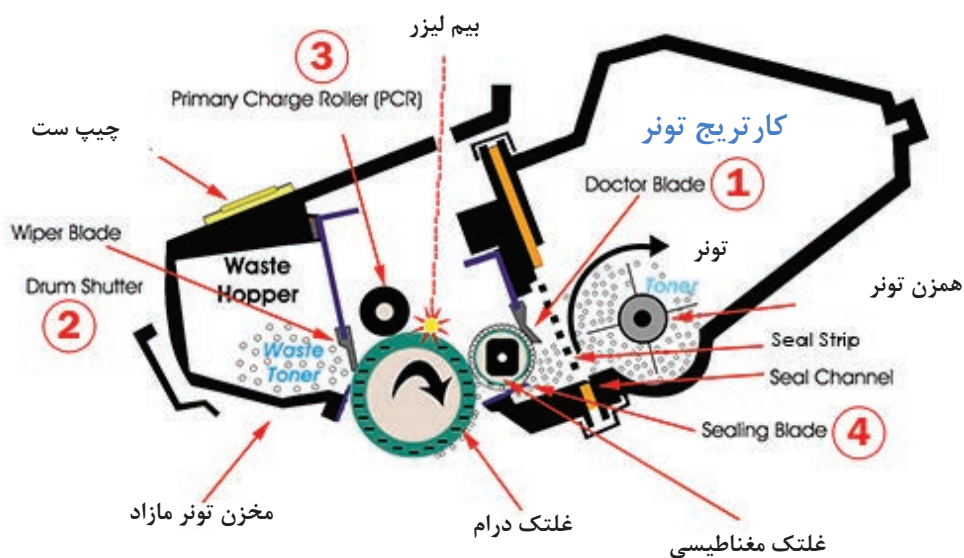 بیم لیزر
3
Primary Charge Roller (PCR)
چیپ ست
کارتریج تونر
Doctor Blade 1
Wiper Blade
Waste
Hopper
تونر
Toner
همزن تونر
Drum Shutter
2
Waste
Toner
Seal Strip
Seal Channel
Sealing Blade 4
مخزن تونر مازاد
غلتک درام
غلتک مغناطیسی